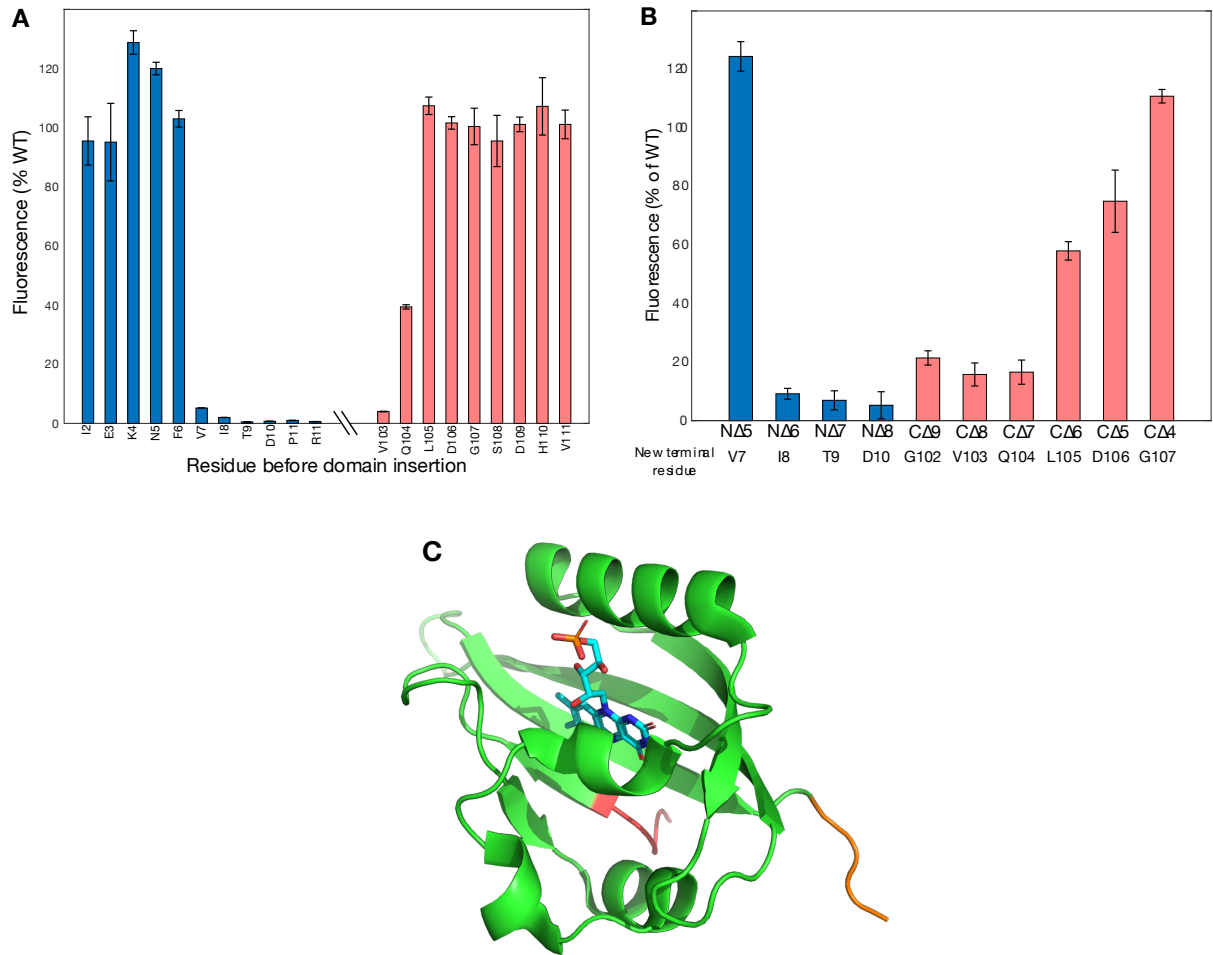 A
Fluorescence (% WT)
120
100
80
60
40
20
0
I2 E3 K4 N5 F6 V7 I8 T9 D10 P11 R11 V103 Q104 L105 D106 G107 S108 D109 H110 V111
Residue before domain insertion
B
Fluorescence (% of WT)
120
100
80
60
40
20
0
NΔ5 NΔ6 NΔ7 NΔ8 CΔ9 CΔ8 CΔ7 CΔ6 CΔ5 CΔ4
New terminal V7 I8 T9 D10 G102 V103 Q104 L105 D106 G107
residue
C